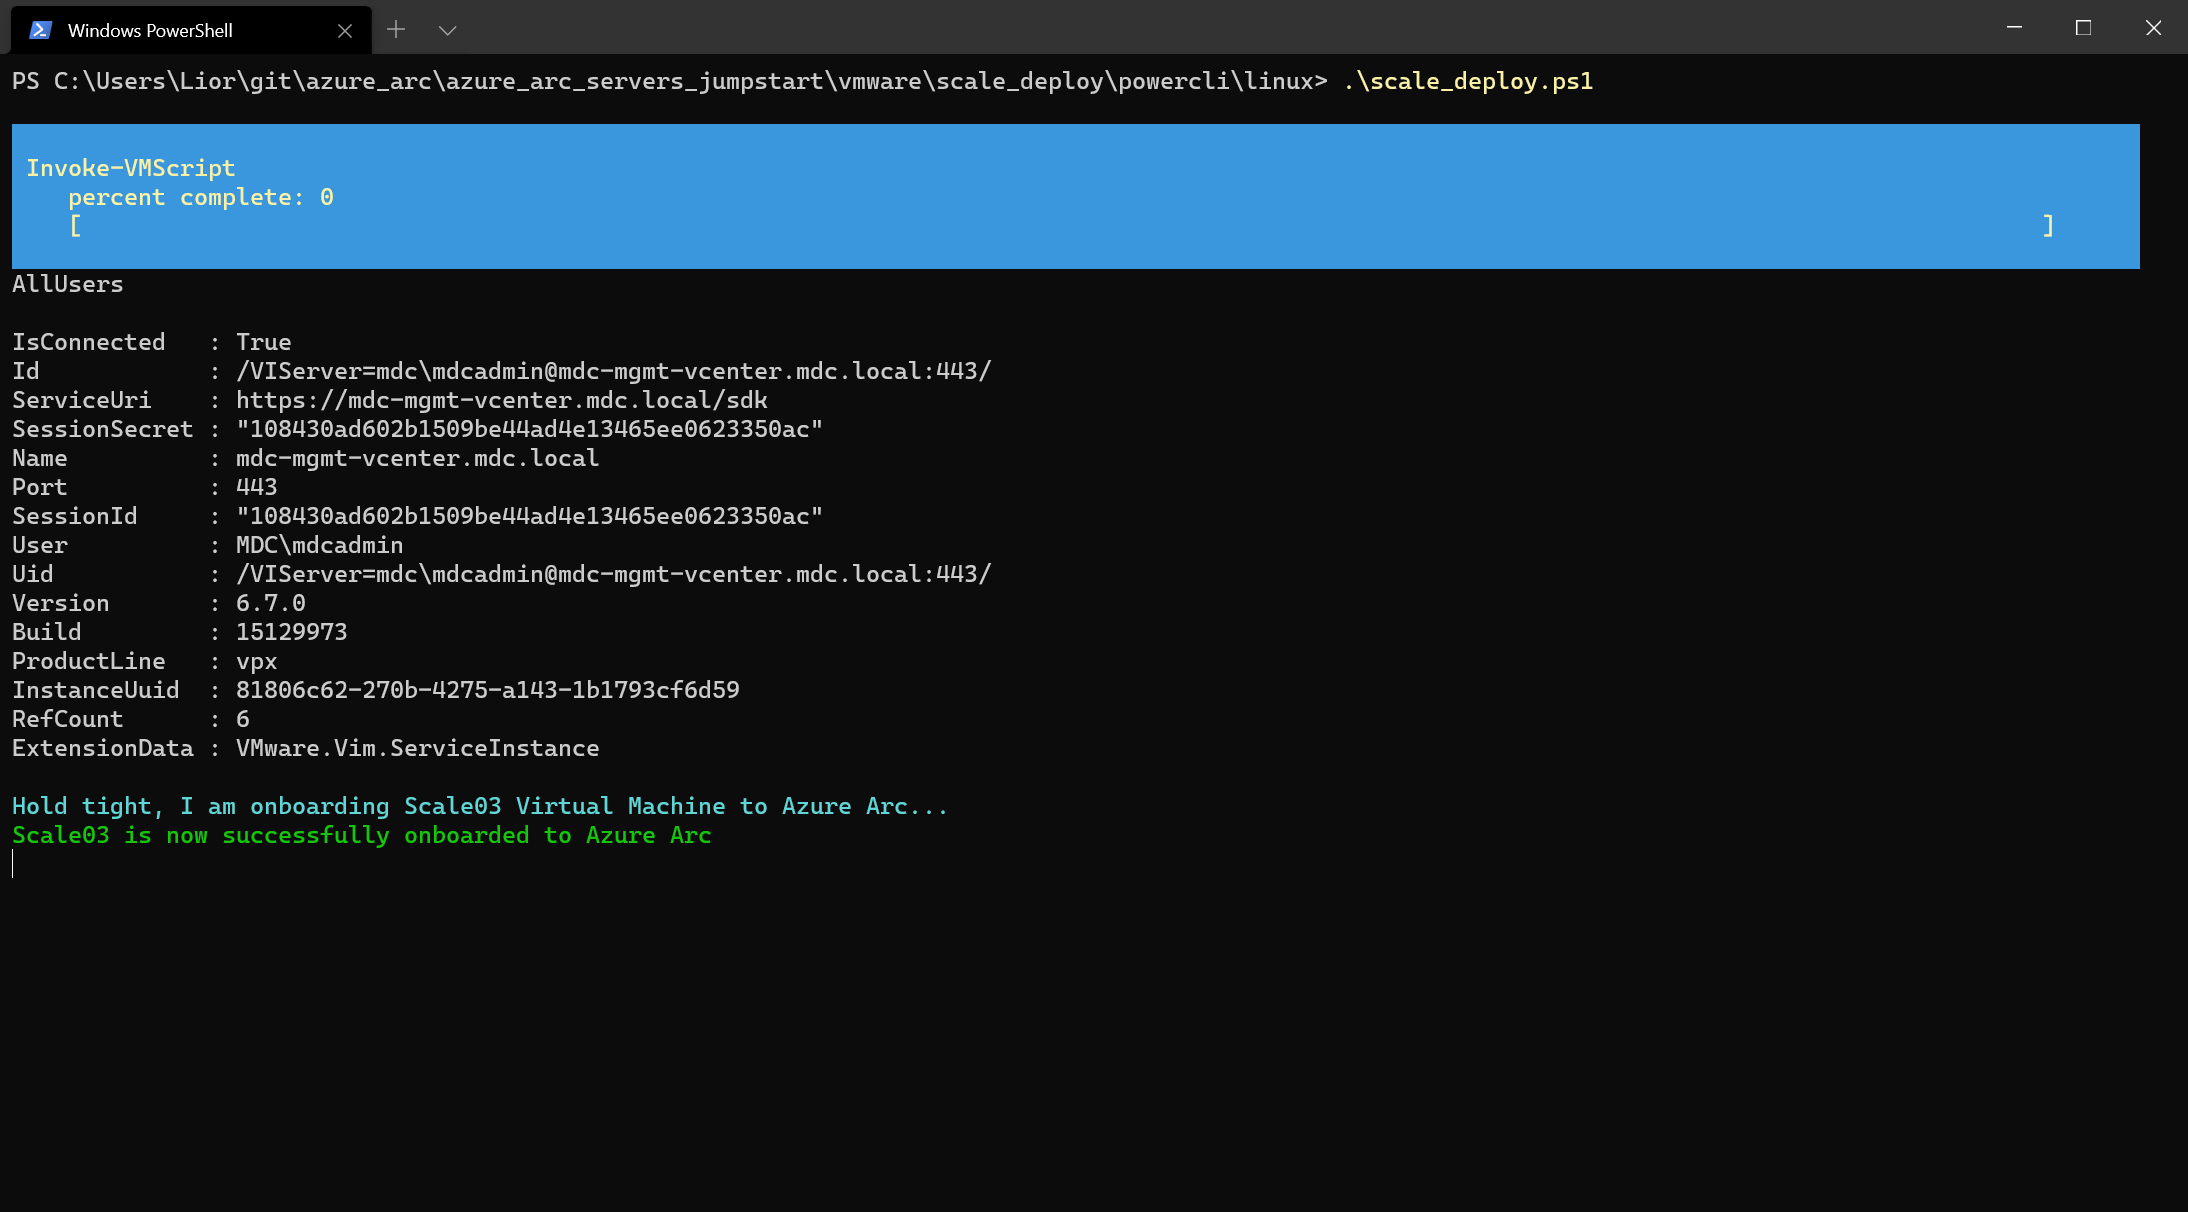 Windows PowerShell
PS C:\Users\Lior\git\azure_arc\azure_arc_servers_jumpstart\vmware\scale_deploy\powercli\linux> .\scale_deploy.ps1
Invoke-VMScript
percent complete: 0
[ ]
AllUsers
IsConnected : True
Id : /VIServer=mdc\mdcadmin@mdc-mgmt-vcenter.mdc.local:443/
ServiceUri : https://mdc-mgmt-vcenter.mdc.local/sdk
SessionSecret : "108430ad602b1509be44ad4e13465ee0623350ac"
Name : mdc-mgmt-vcenter.mdc.local
Port : 443
SessionId : "108430ad602b1509be44ad4e13465ee0623350ac"
User : MDC\mdcadmin
Uid : /VIServer=mdc\mdcadmin@mdc-mgmt-vcenter.mdc.local:443/
Version : 6.7.0
Build : 15129973
ProductLine : vpx
InstanceUuid : 81806c62-270b-4275-a143-1b1793cf6d59
RefCount : 6
ExtensionData : VMware.Vim.ServiceInstance
Hold tight, I am onboarding Scale03 Virtual Machine to Azure Arc...
Scale03 is now successfully onboarded to Azure Arc